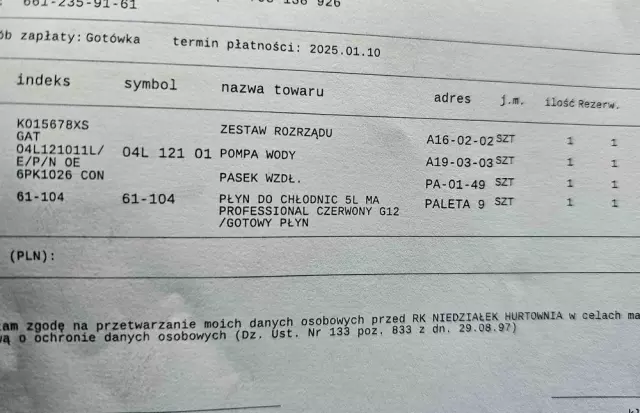 661-235-91-61 926
ób zapłaty: Gotówka termin płatności: 2025.01.10
indeks symbol nazwa towaru adres j.m. ilość Rezerw.
K015678XS
GAT ZESTAW ROZRZĄDU A16-02-02 SZT 1 1
04L121011L/
E/P/N OE 04L 121 01 POMPA WODY A19-03-03 SZT 1 1
6PK1026 CON PASEK WZDŁ. PA-01-49 SZT 1 1
61-104 61-104 PŁYN DO CHŁODNIC 5L MA PALETA 9 SZT 1 1
PROFESSIONAL CZERWONY G12
/GOTOWY PŁYN
(PLN):
am zgodę na przetwarzanie moich danych osobowych przed RK NIEDZIAŁEK HURTOWNIA w celach ma
wą o ochronie danych osobowych (Dz. Ust. Nr 133 poz. 833 z dn. 29.08.97)